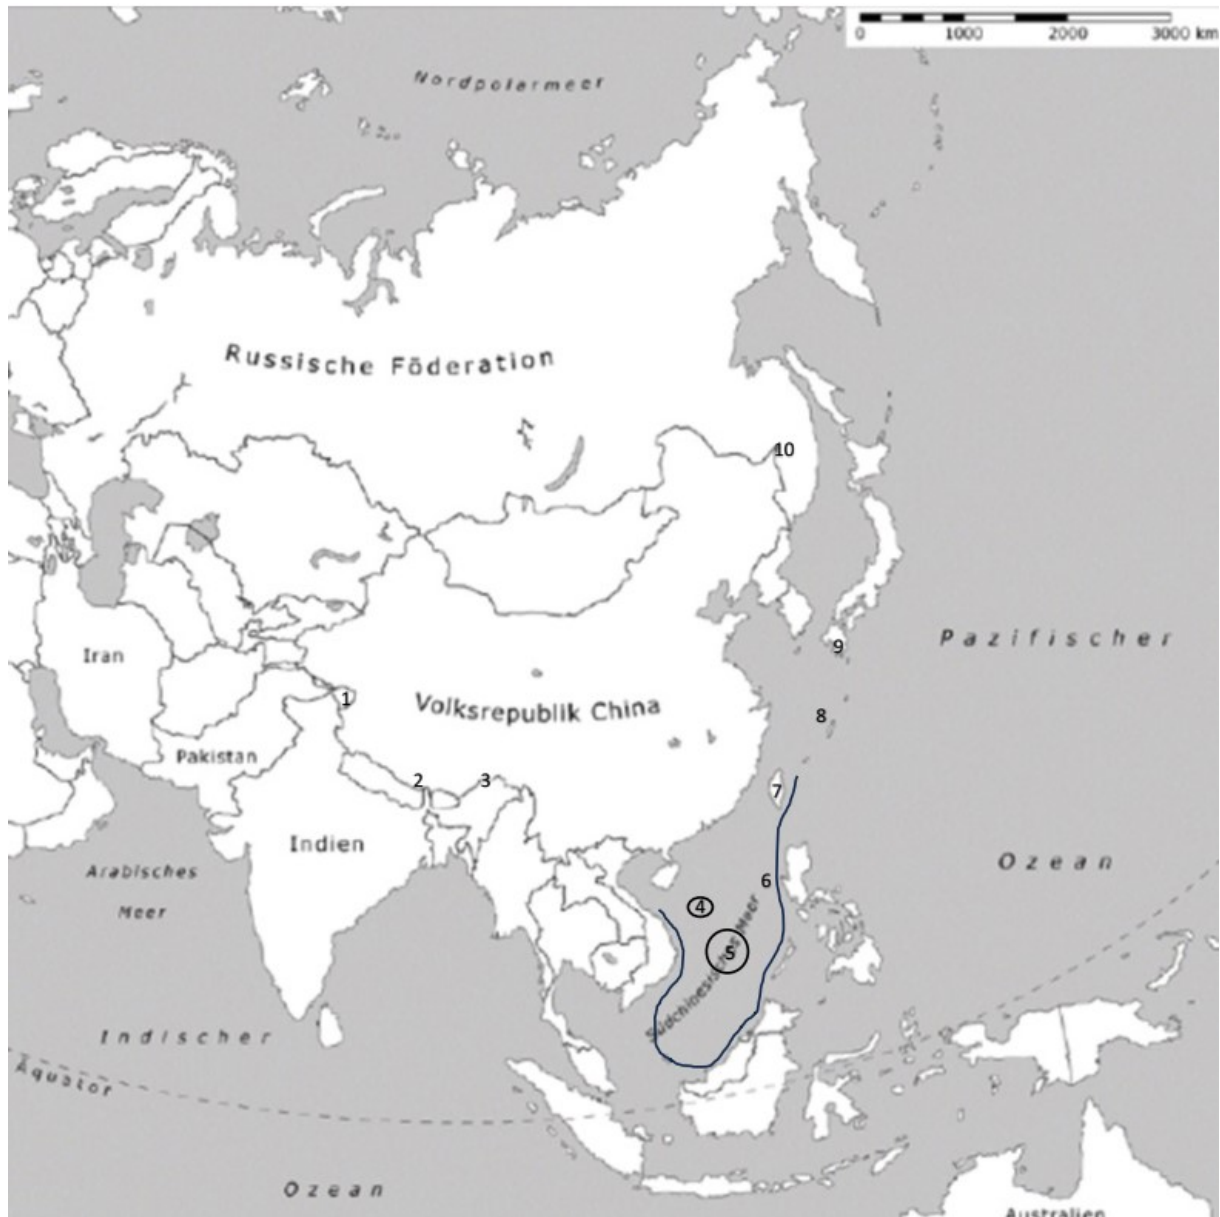 0 1000 2000 3000 km
Nordpolarmeer
Russische Föderation
10
Pazifischer
9
Iran
1
Volksrepublik China
8
Pakistan
2
3
7
Indien
Ozean
Arabisches
Meer
6
4
5
Südchinesisches Meer
Indischer
Äquator
Ozean
Australien